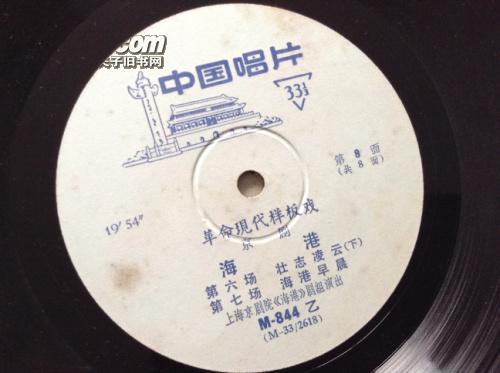 .com
夫子旧书网
中国唱片
33⅓
第 8 面
(共 8 面)
19′54″
革命現代样板戏
京剧
海港
第六场 壮志凌云(下)
第七场 海港早晨
上海京剧院《海港》剧组演出
M-844 乙
(M-33/2618)